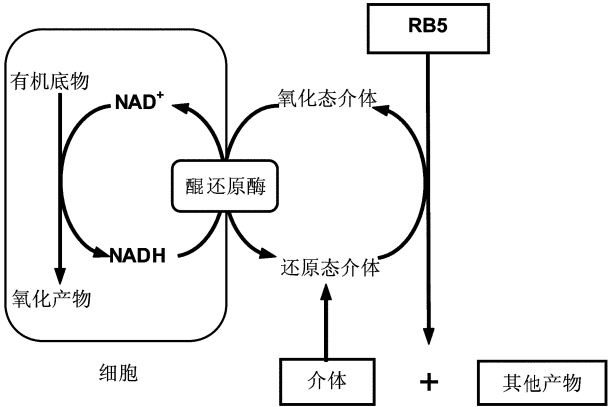 RB5
有机底物
NAD+
氧化态介体
醌还原酶
NADH
还原态介体
氧化产物
细胞
介体
+
其他产物